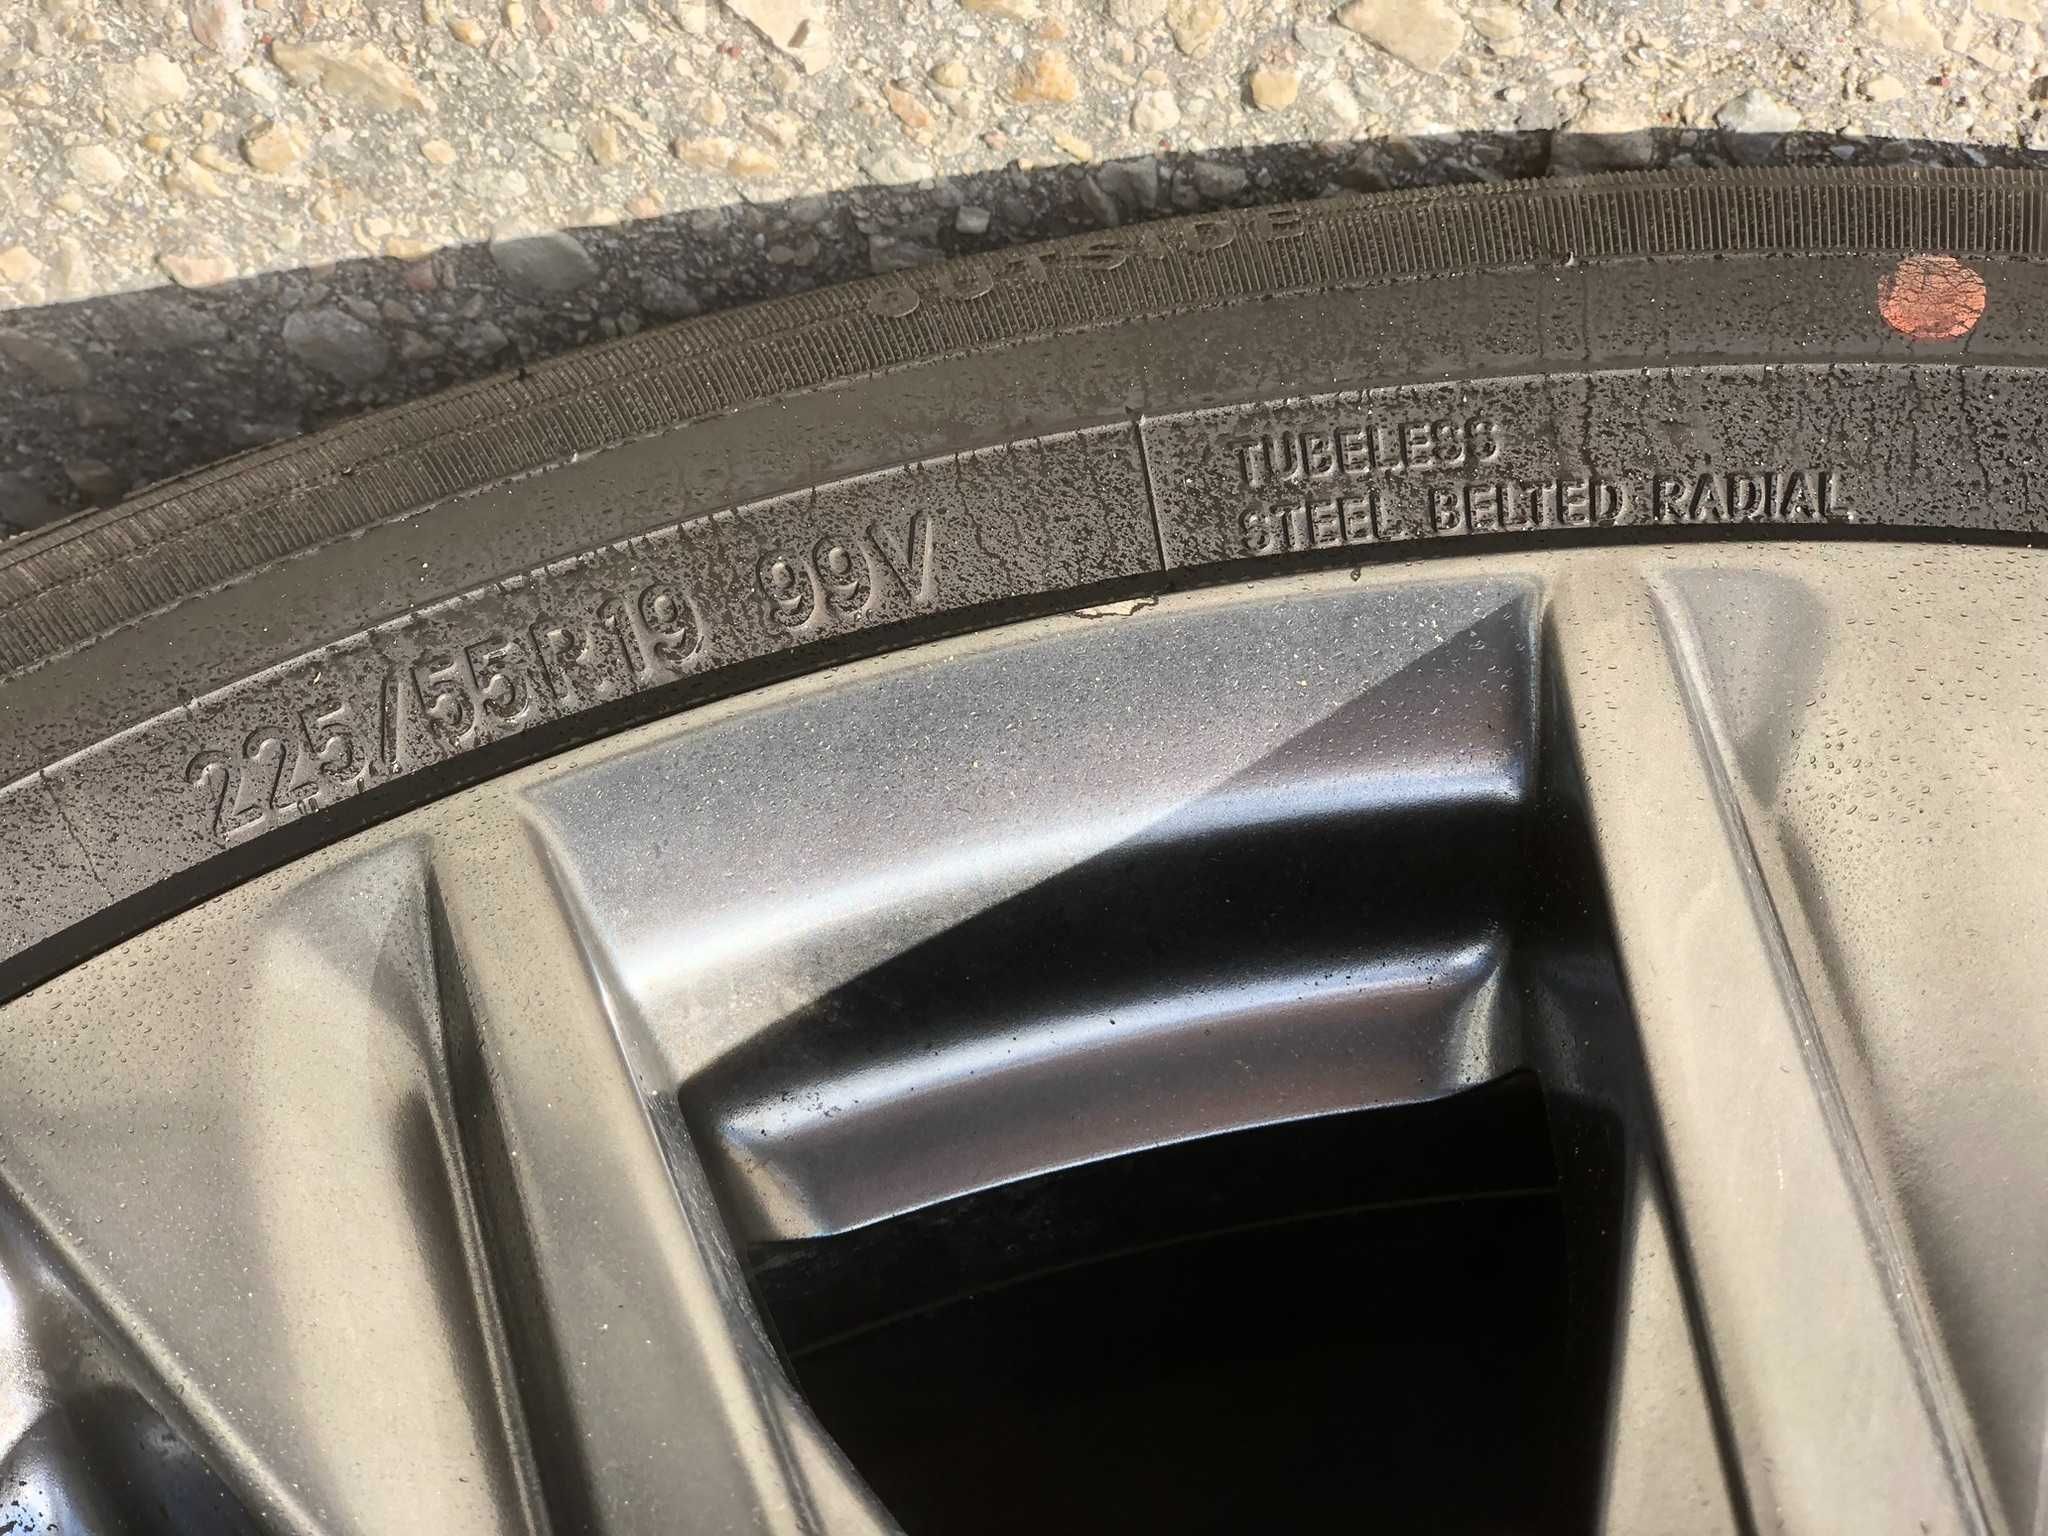 OUTSIDE
225/55R19 99V
TUBELESS
STEEL BELTED RADIAL